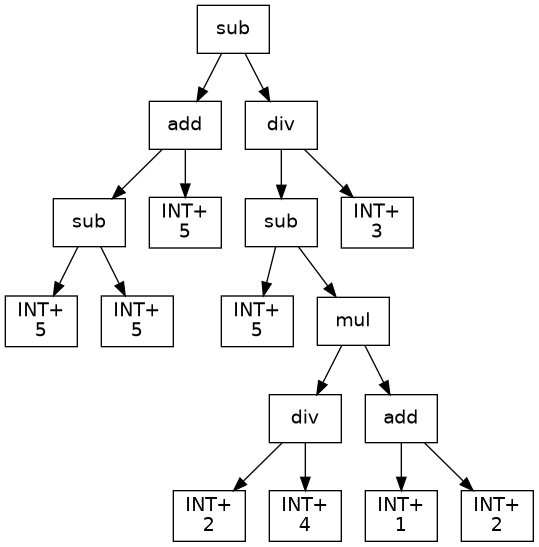 sub
add
div
sub
INT+
5
sub
INT+
3
INT+
5
INT+
5
INT+
5
mul
div
add
INT+
2
INT+
4
INT+
1
INT+
2